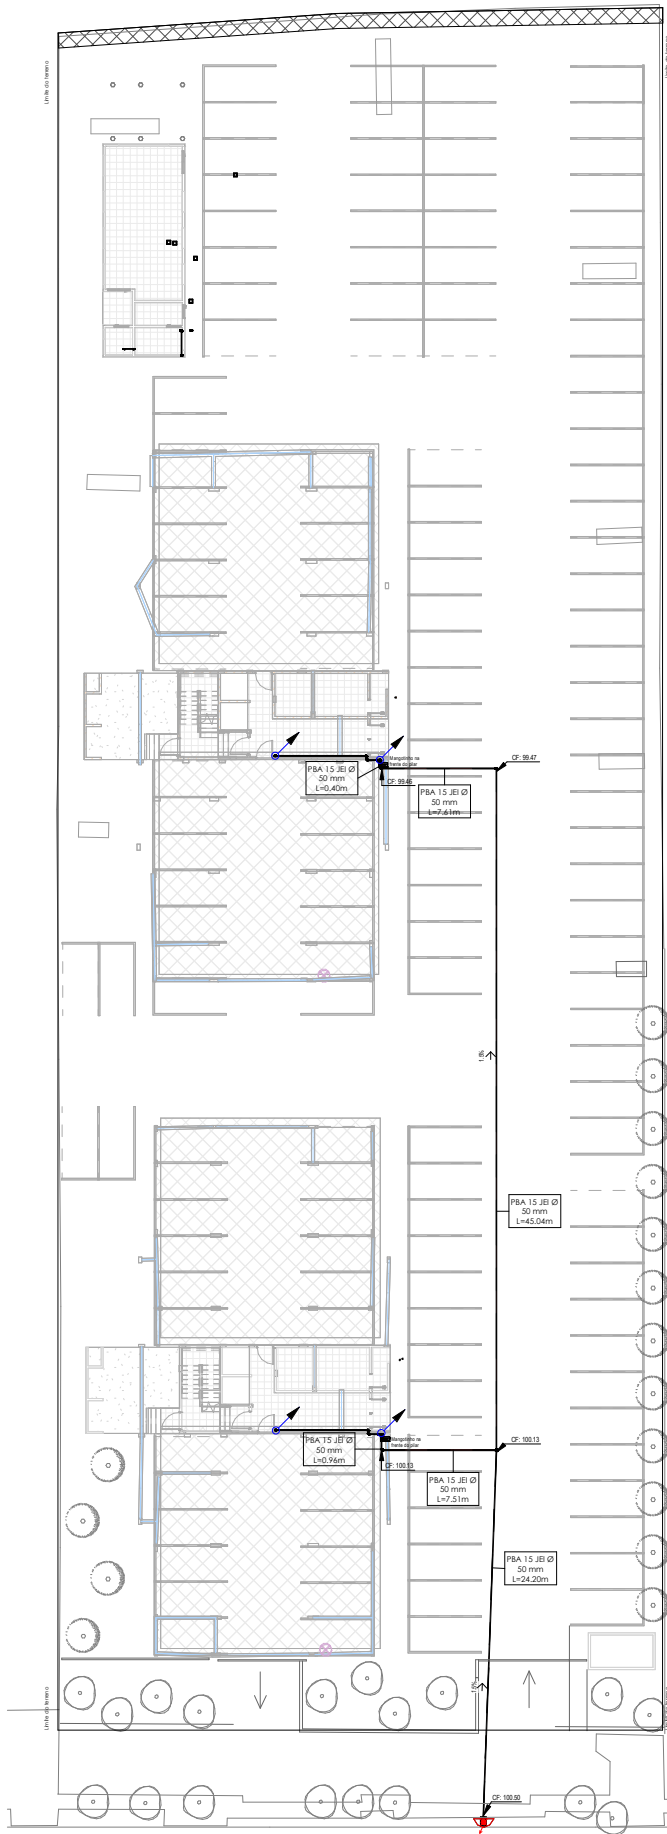 Limite do terreno
CF: 99.47
Mangotinho na
frente do pilar
PBA 15 JEI Ø
50 mm
L=0.40m
CF: 99.46
PBA 15 JEI Ø
50 mm
L=7.61m
PBA 15 JEI Ø
50 mm
L=45.04m
CF: 100.13
Mangotinho na
frente do pilar
PBA 15 JEI Ø
50 mm
L=0.96m
CF: 100.13
PBA 15 JEI Ø
50 mm
L=7.51m
PBA 15 JEI Ø
50 mm
L=24.20m
Limite do terreno
CF: 100.50